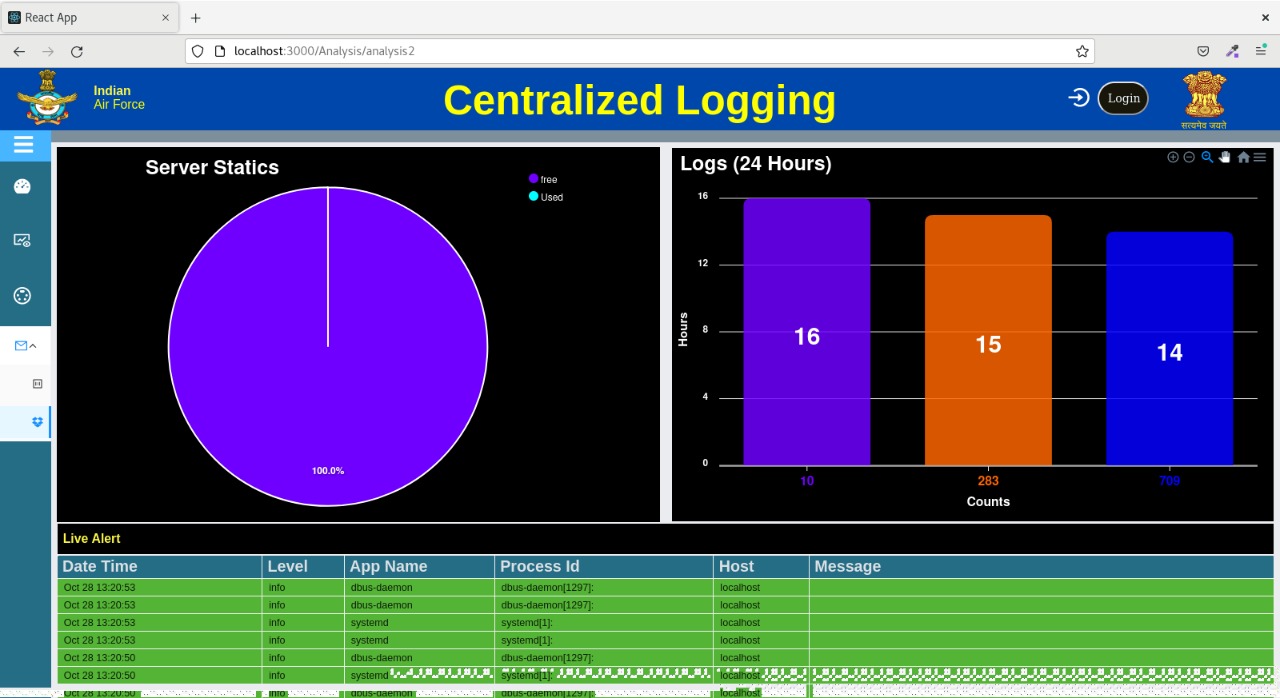 React App
localhost:3000/Analysis/analysis2
Indian
Air Force
Centralized Logging
Login
सत्यमेव जयते
Server Statics
free
Used
100.0%
Logs (24 Hours)
16
12
8
4
0
Hours
16
15
14
10
283
709
Counts
Live Alert
Date Time Level App Name Process Id Host Message
Oct 28 13:20:53 info dbus-daemon dbus-daemon[1297]: localhost
Oct 28 13:20:53 info dbus-daemon dbus-daemon[1297]: localhost
Oct 28 13:20:53 info systemd systemd[1]: localhost
Oct 28 13:20:53 info systemd systemd[1]: localhost
Oct 28 13:20:50 info dbus-daemon dbus-daemon[1297]: localhost
Oct 28 13:20:50 info systemd systemd[1]: localhost
Oct 28 13:20:50 info dbus-daemon dbus-daemon[1297]: localhost